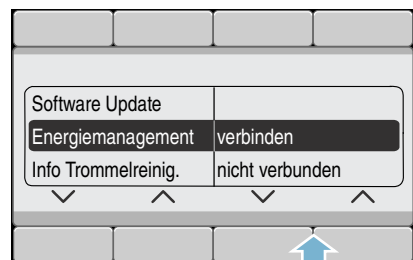 Software Update
Energiemanagement verbinden
Info Trommelreinig. nicht verbunden